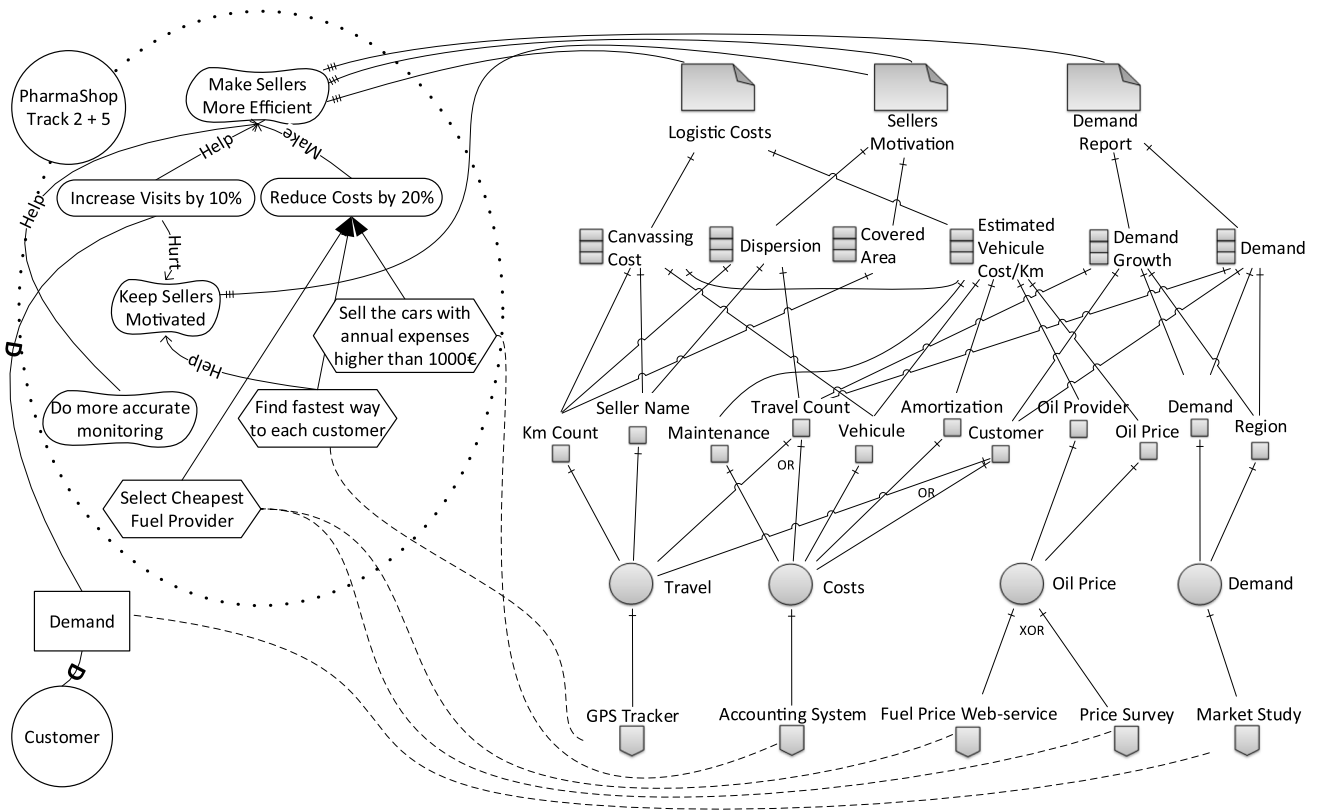 PharmaShop
Track 2 + 5
Make Sellers
More Efficient
Help
Make
Help
Increase Visits by 10%
Reduce Costs by 20%
Hurt
Keep Sellers
Motivated
Sell the cars with
annual expenses
higher than 1000€
D
Help
Do more accurate
monitoring
Find fastest way
to each customer
Select Cheapest
Fuel Provider
Demand
D
Customer
Logistic Costs
Sellers
Motivation
Demand
Report
Canvassing
Cost
Dispersion
Covered
Area
Estimated
Vehicule
Cost/Km
Demand
Growth
Demand
Km Count
Seller Name
Maintenance
Travel Count
Vehicule
Amortization
Customer
Oil Provider
Oil Price
Demand
Region
OR
OR
Travel
Costs
Oil Price
Demand
XOR
GPS Tracker
Accounting System
Fuel Price Web-service
Price Survey
Market Study